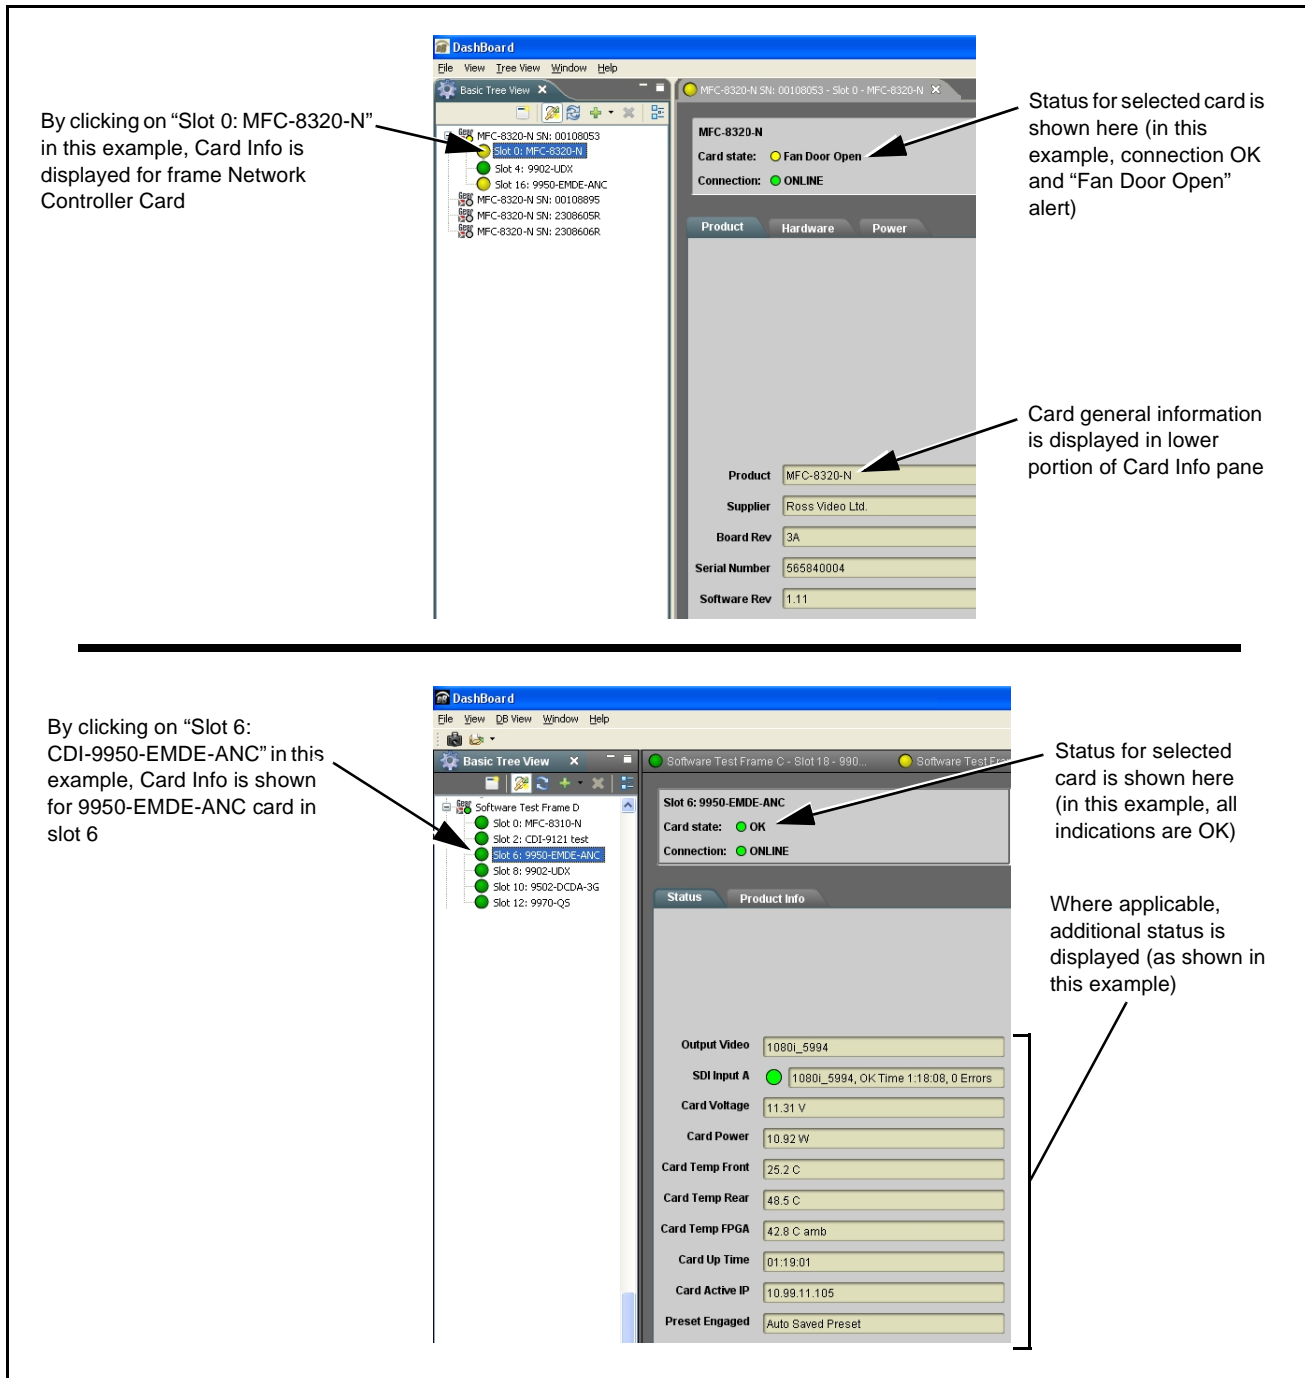 DashBoard
File View Tree View Window Help
Basic Tree View
MFC-8320-N SN: 00108053 - Slot 0 - MFC-8320-N
By clicking on “Slot 0: MFC-8320-N”
in this example, Card Info is
displayed for frame Network
Controller Card
MFC-8320-N SN: 00108053
Slot 0: MFC-8320-N
Slot 4: 9902-UDX
Slot 16: 9950-EMDE-ANC
MFC-8320-N SN: 00108895
MFC-8320-N SN: 2308605R
MFC-8320-N SN: 2308606R
MFC-8320-N
Card state: Fan Door Open
Connection: ONLINE
Status for selected card is
shown here (in this
example, connection OK
and “Fan Door Open”
alert)
Product Hardware Power
Card general information
is displayed in lower
portion of Card Info pane
Product MFC-8320-N
Supplier Ross Video Ltd.
Board Rev 3A
Serial Number 565840004
Software Rev 1.11
DashBoard
File View DB View Window Help
Basic Tree View
Software Test Frame C - Slot 18 - 990...
Software Test Fra
By clicking on “Slot 6:
CDI-9950-EMDE-ANC” in this
example, Card Info is shown
for 9950-EMDE-ANC card in
slot 6
Gear
Software Test Frame D
Slot 0: MFC-8310-N
Slot 2: CDI-9121 test
Slot 6: 9950-EMDE-ANC
Slot 8: 9902-UDX
Slot 10: 9502-DCDA-3G
Slot 12: 9970-QS
Slot 6: 9950-EMDE-ANC
Card state: OK
Connection: ONLINE
Status for selected
card is shown here
(in this example, all
indications are OK)
Status Product Info
Where applicable,
additional status is
displayed (as shown in
this example)
Output Video 1080i_5994
SDI Input A 1080i_5994, OK Time 1:18:08, 0 Errors
Card Voltage 11.31 V
Card Power 10.92 W
Card Temp Front 25.2 C
Card Temp Rear 48.5 C
Card Temp FPGA 42.8 C amb
Card Up Time 01:19:01
Card Active IP 10.99.11.105
Preset Engaged Auto Saved Preset